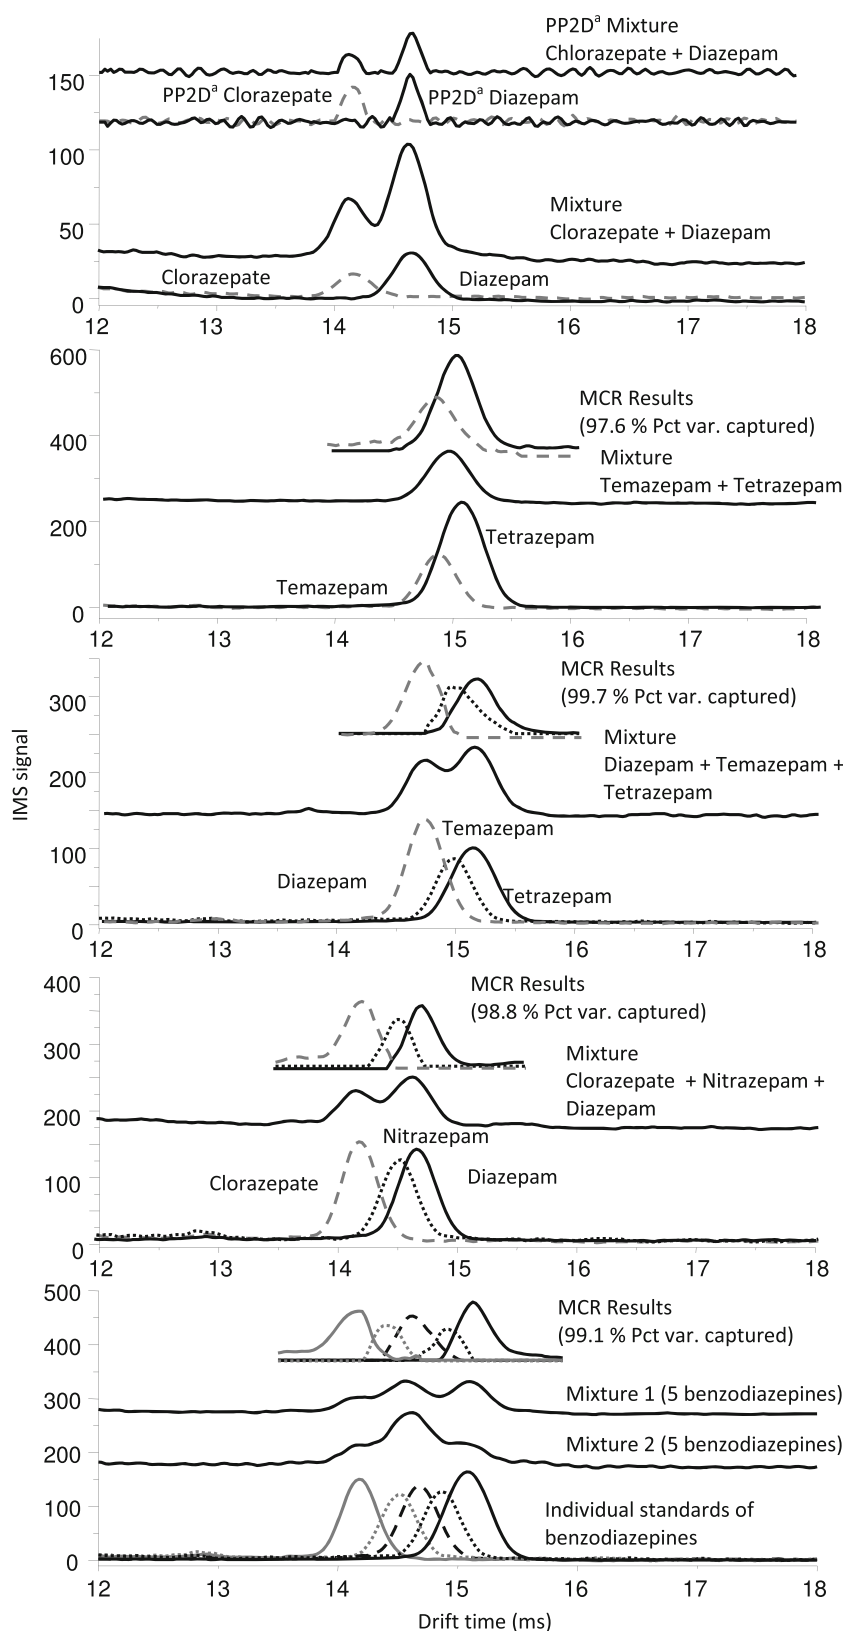 PP2Dᵃ Mixture
Chlorazepate + Diazepam
150
PP2Dᵃ Clorazepate
PP2Dᵃ Diazepam
100
Mixture
Clorazepate + Diazepam
50
Clorazepate
Diazepam
0
12 13 14 15 16 17 18
600
MCR Results
(97.6 % Pct var. captured)
400
Mixture
Temazepam + Tetrazepam
200
Tetrazepam
Temazepam
0
12 13 14 15 16 17 18
MCR Results
(99.7 % Pct var. captured)
300
Mixture
Diazepam + Temazepam +
Tetrazepam
200
IMS signal
Temazepam
100
Diazepam
Tetrazepam
0
12 13 14 15 16 17 18
400
MCR Results
(98.8 % Pct var. captured)
300
Mixture
Clorazepate + Nitrazepam +
Diazepam
200
Nitrazepam
Clorazepate
Diazepam
100
0
12 13 14 15 16 17 18
500
MCR Results
(99.1 % Pct var. captured)
400
Mixture 1 (5 benzodiazepines)
300
Mixture 2 (5 benzodiazepines)
200
Individual standards of
benzodiazepines
100
0
12 13 14 15 16 17 18
Drift time (ms)